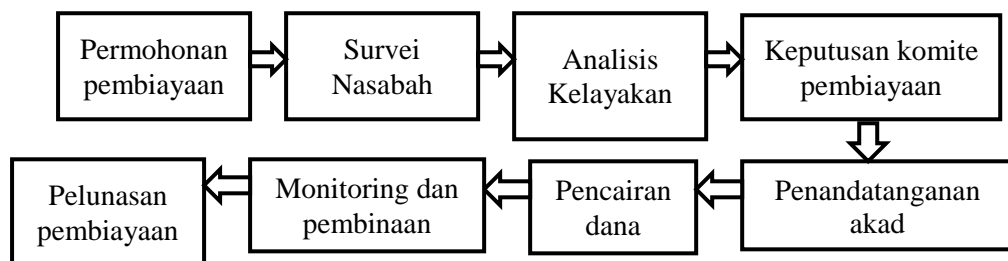 Permohonan
pembiayaan
Survei
Nasabah
Analisis
Kelayakan
Keputusan komite
pembiayaan
Penandatanganan
akad
Pencairan
dana
Monitoring dan
pembinaan
Pelunasan
pembiayaan